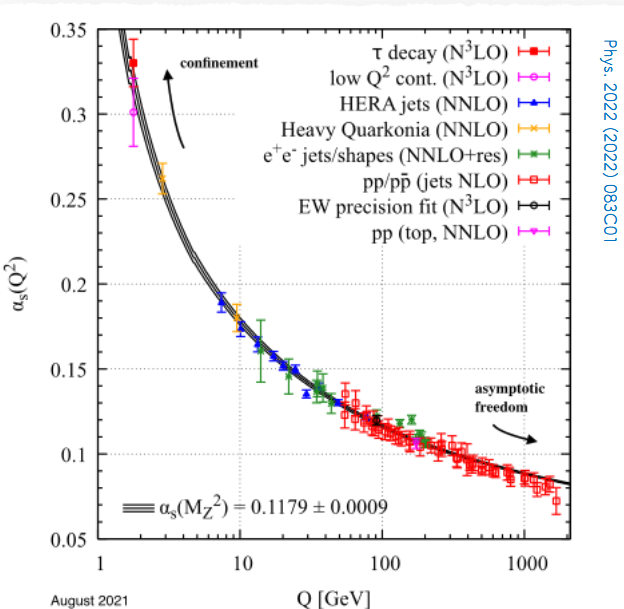 0.35
0.3
0.25
0.2
0.15
0.1
0.05
α_s(Q²)
confinement
τ decay (N³LO)
low Q² cont. (N³LO)
HERA jets (NNLO)
Heavy Quarkonia (NNLO)
e⁺e⁻ jets/shapes (NNLO+res)
pp/pp̄ (jets NLO)
EW precision fit (N³LO)
pp (top, NNLO)
asymptotic
freedom
α_s(M_Z²) = 0.1179 ± 0.0009
1 10 100 1000
Q [GeV]
August 2021
Phys. 2022 (2022) 083C01